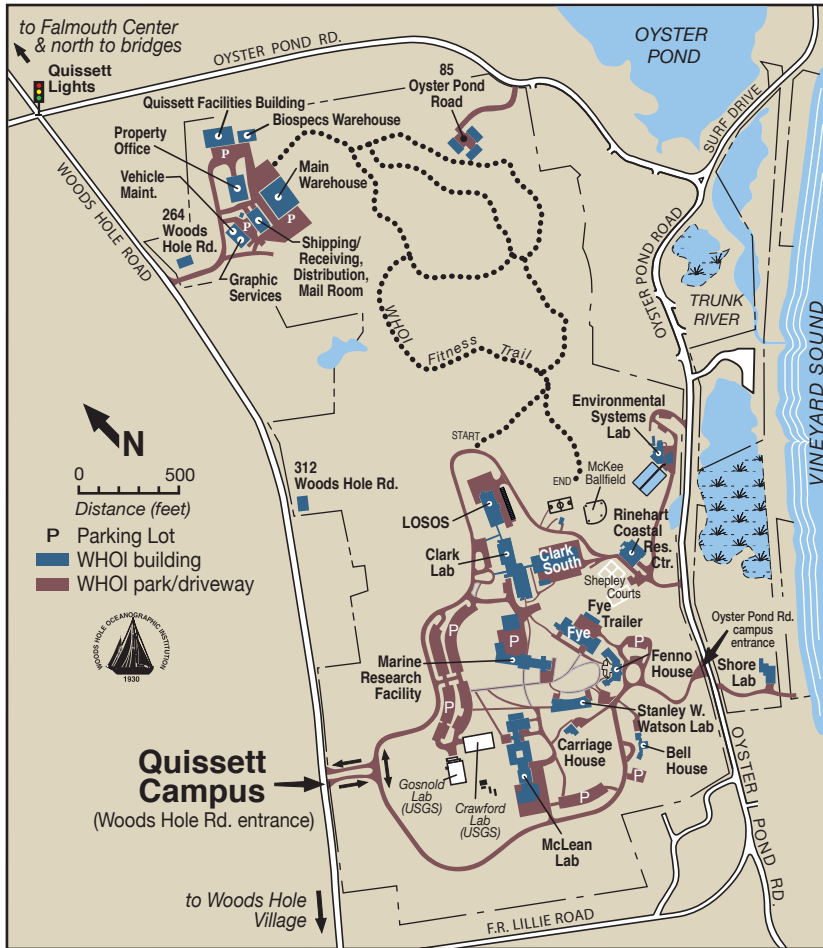 to Falmouth Center
& north to bridges
Quissett
Lights
OYSTER POND RD.
OYSTER
POND
85
Oyster Pond
Road
SURF DRIVE
Quissett Facilities Building
Biospecs Warehouse
Property
Office
Vehicle
Maint.
Main
Warehouse
P
P
P
264
Woods
Hole Rd.
WOODS HOLE ROAD
Shipping/
Receiving,
Distribution,
Mail Room
Graphic
Services
WHOI
Fitness
Trail
OYSTER POND ROAD
TRUNK
RIVER
VINEYARD SOUND
N
0
500
Distance (feet)
P Parking Lot
WHOI building
WHOI park/driveway
WOODS HOLE OCEANOGRAPHIC INSTITUTION
1930
312
Woods Hole Rd.
START
END
McKee
Ballfield
Environmental
Systems
Lab
LOSOS
Clark
Lab
Clark
South
Rinehart
Coastal
Res.
Ctr.
Shepley
Courts
Fye
Trailer
Fye
P
P
P
P
Oyster Pond Rd.
campus
entrance
Marine
Research
Facility
Fenno
House
Shore
Lab
Stanley W.
Watson Lab
Carriage
House
Bell
House
P
P
Quissett
Campus
(Woods Hole Rd. entrance)
Gosnold
Lab
(USGS)
Crawford
Lab
(USGS)
McLean
Lab
OYSTER POND RD.
to Woods Hole
Village
F.R. LILLIE ROAD